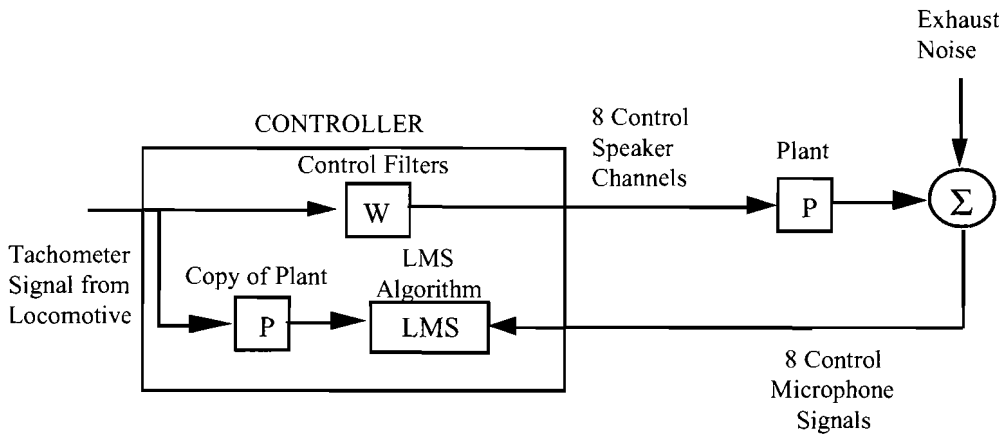 Exhaust
Noise
CONTROLLER
8 Control
Speaker
Channels
Plant
Control Filters
W
P
Σ
Tachometer
Signal from
Locomotive
Copy of Plant
P
LMS
Algorithm
LMS
8 Control
Microphone
Signals